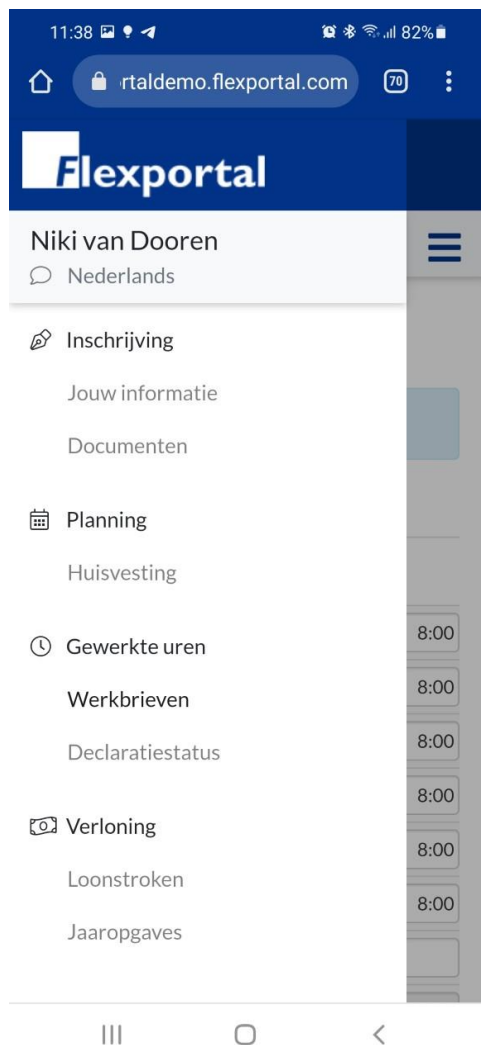 11:38
82%
rtaldemo.flexportal.com
70
Flexportal
Niki van Dooren
Nederlands
Inschrijving
Jouw informatie
Documenten
Planning
Huisvesting
Gewerkte uren
8:00
Werkbrieven
8:00
Declaratiestatus
8:00
8:00
Verloning
8:00
Loonstroken
8:00
Jaaropgaves